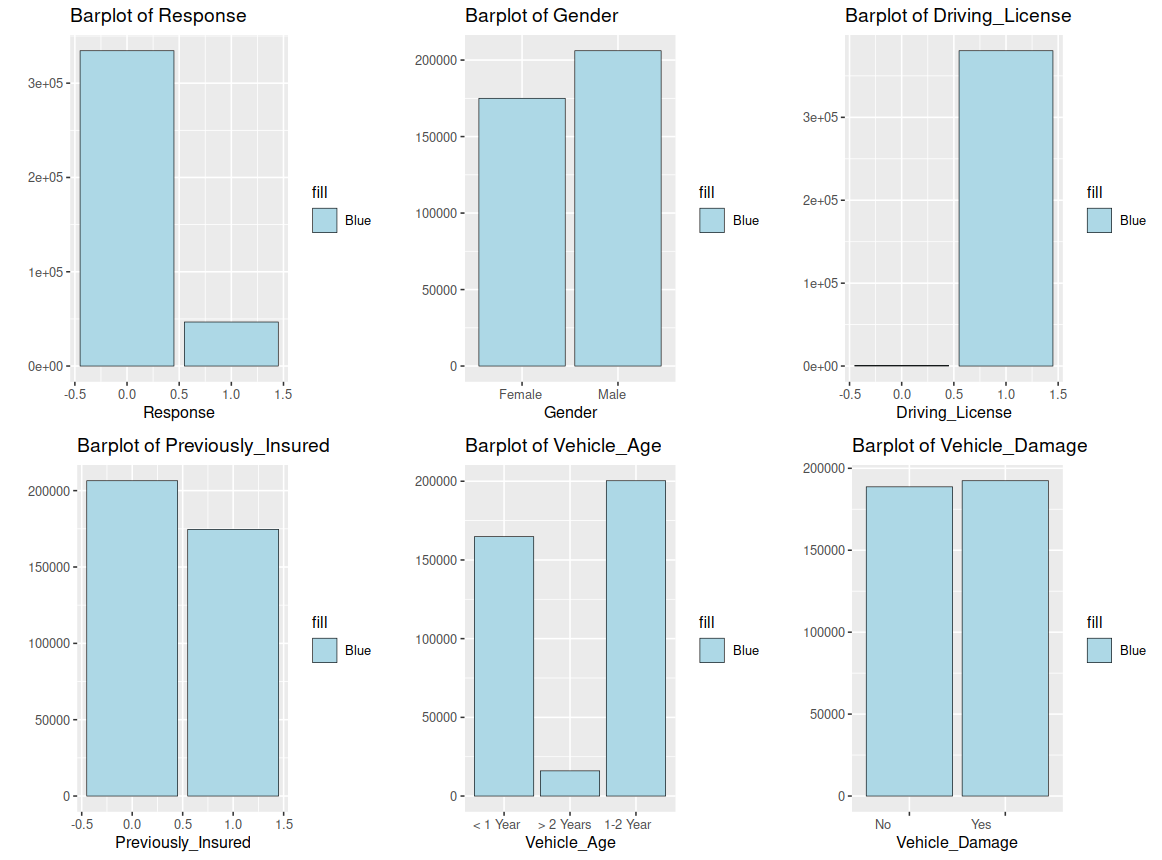 Barplot of Response
3e+05
2e+05
1e+05
0e+00
-0.5 0.0 0.5 1.0 1.5
Response
fill
Blue
Barplot of Gender
200000
150000
100000
50000
0
Female Male
Gender
fill
Blue
Barplot of Driving_License
3e+05
2e+05
1e+05
0e+00
-0.5 0.0 0.5 1.0 1.5
Driving_License
fill
Blue
Barplot of Previously_Insured
200000
150000
100000
50000
0
-0.5 0.0 0.5 1.0 1.5
Previously_Insured
fill
Blue
Barplot of Vehicle_Age
200000
150000
100000
50000
0
< 1 Year > 2 Years 1-2 Year
Vehicle_Age
fill
Blue
Barplot of Vehicle_Damage
200000
150000
100000
50000
0
No Yes
Vehicle_Damage
fill
Blue